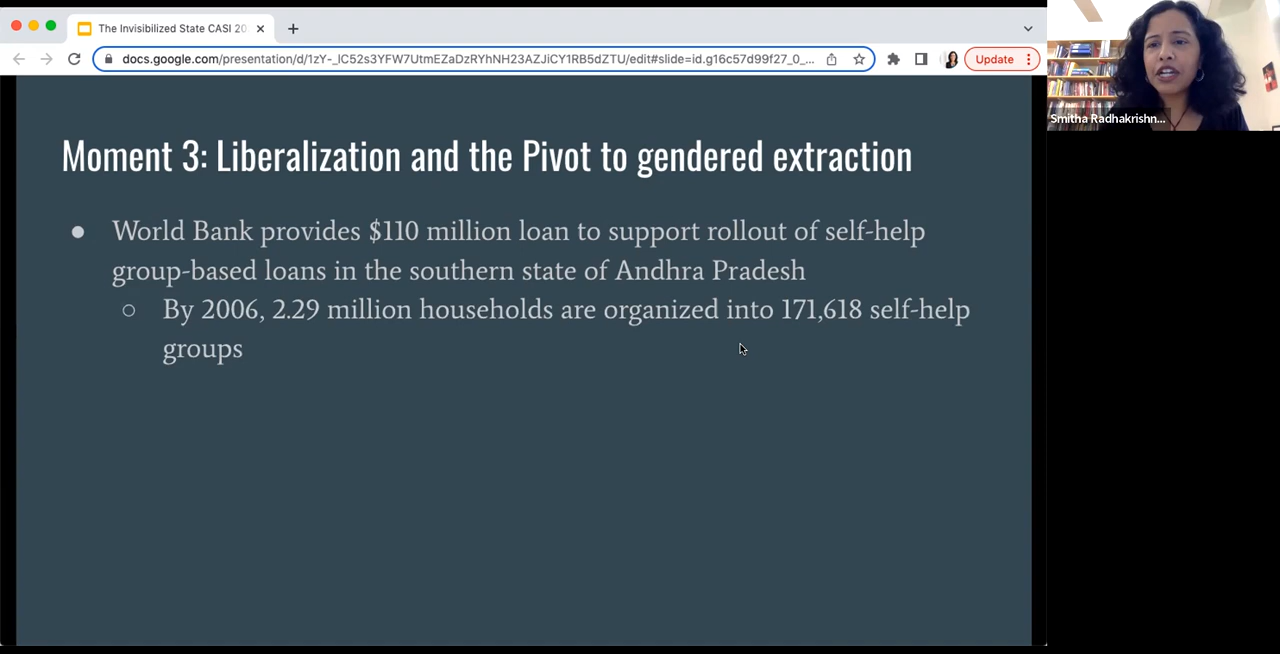 The Invisibilized State CASI 20
docs.google.com/presentation/d/1zY-_lC52s3YFW7UtmEZaDzRYhNH23AZJiCY1RB5dZTU/edit#slide=id.g16c57d99f27_0_...
Update
Smitha Radhakrishn...
Moment 3: Liberalization and the Pivot to gendered extraction
World Bank provides $110 million loan to support rollout of self-help
group-based loans in the southern state of Andhra Pradesh
By 2006, 2.29 million households are organized into 171,618 self-help
groups